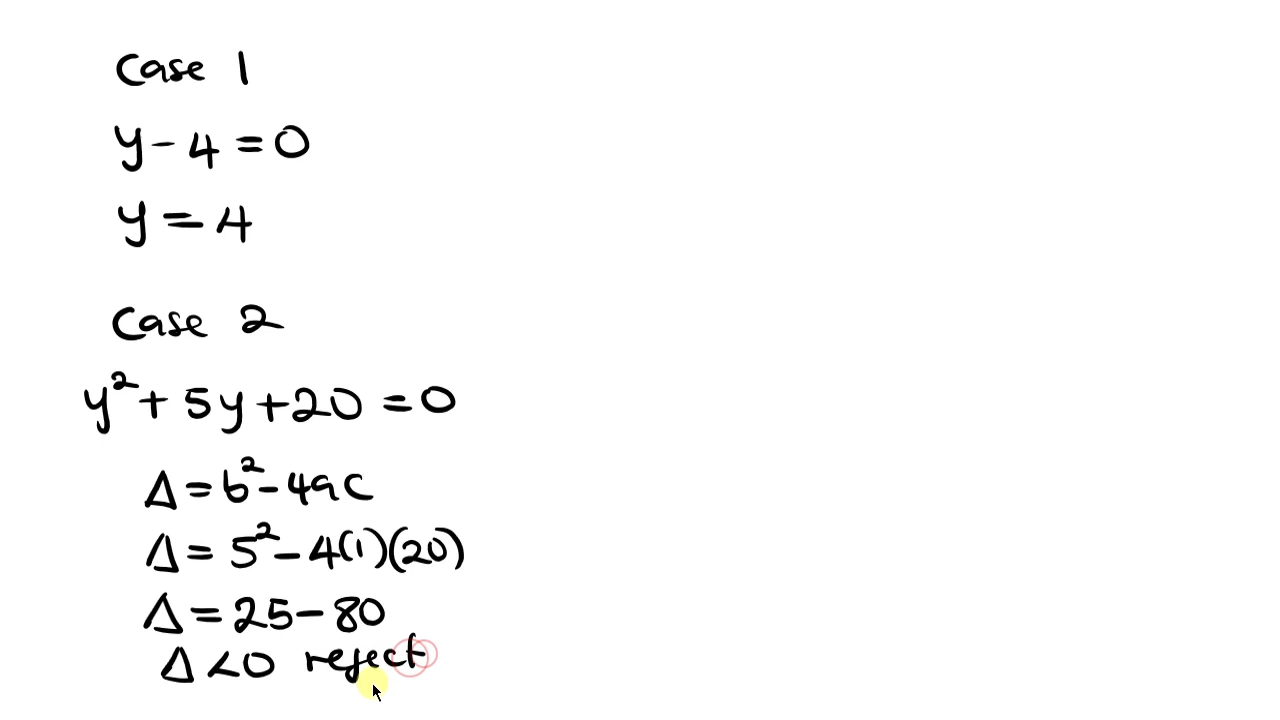 Case 1
y - 4 = 0
y = 4
Case 2
y² + 5y + 20 = 0
Δ = b² - 4ac
Δ = 5² - 4(1)(20)
Δ = 25 - 80
Δ < 0 reject